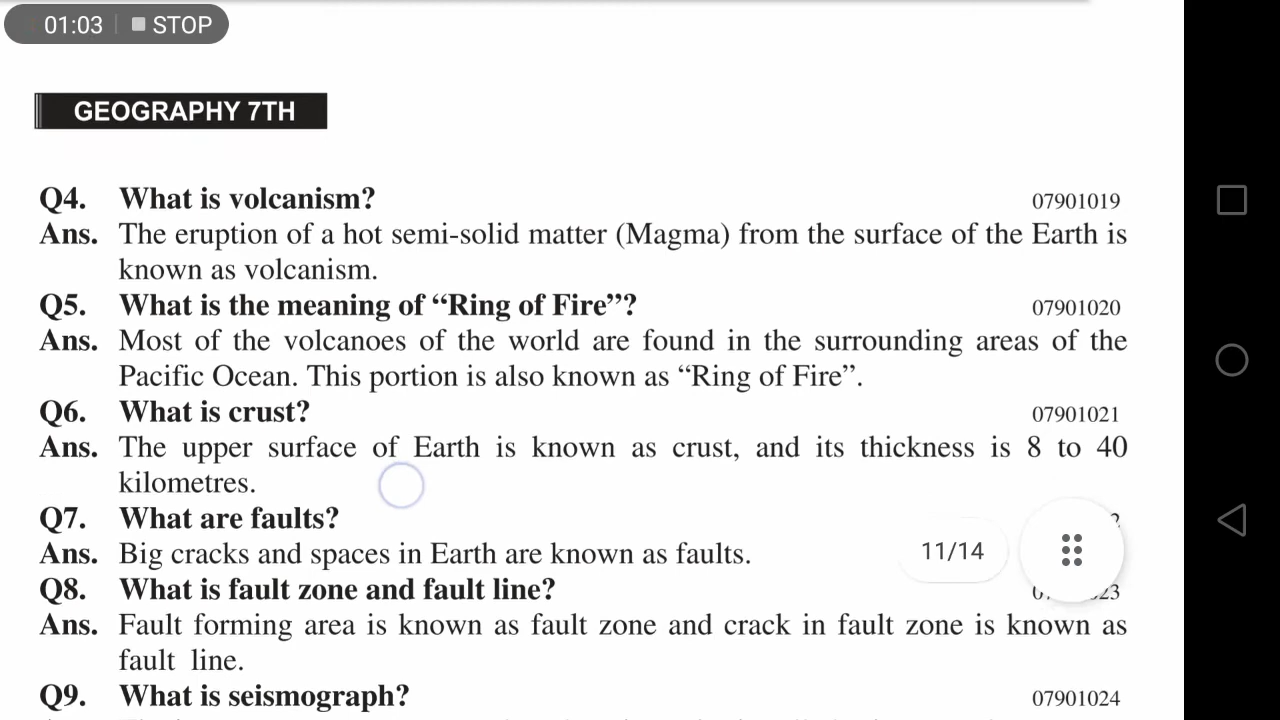 01:03 STOP
GEOGRAPHY 7TH
Q4. What is volcanism? 07901019
Ans. The eruption of a hot semi-solid matter (Magma) from the surface of the Earth is
known as volcanism.
Q5. What is the meaning of “Ring of Fire”? 07901020
Ans. Most of the volcanoes of the world are found in the surrounding areas of the
Pacific Ocean. This portion is also known as “Ring of Fire”.
Q6. What is crust? 07901021
Ans. The upper surface of Earth is known as crust, and its thickness is 8 to 40
kilometres.
Q7. What are faults?
Ans. Big cracks and spaces in Earth are known as faults.
11/14
Q8. What is fault zone and fault line?
Ans. Fault forming area is known as fault zone and crack in fault zone is known as
fault line.
Q9. What is seismograph? 07901024